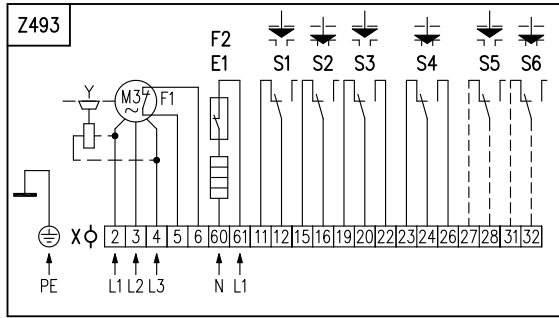 Z493
F2
E1 S1 S2 S3 S4 S5 S6
Y M3 F1
~
X 2 3 4 5 6 60 61 11 12 15 16 19 20 22 23 24 26 27 28 31 32
PE L1 L2 L3 N L1